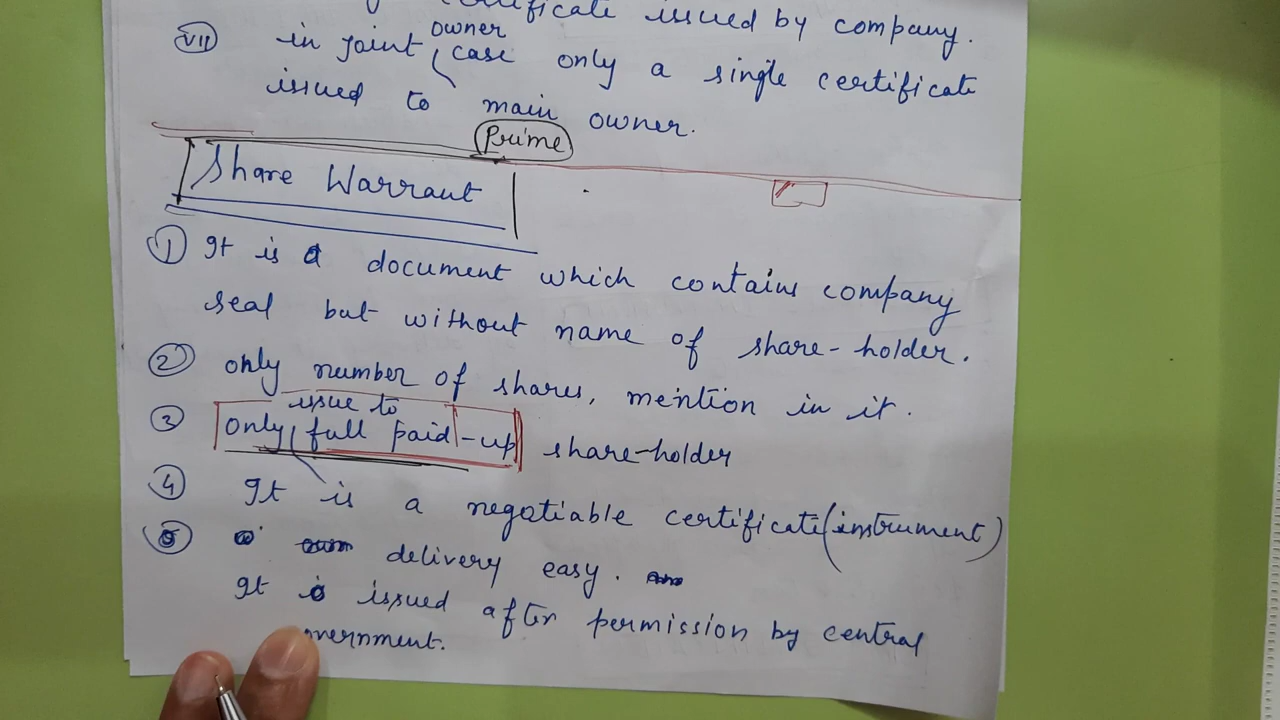 certificate issued by company.
VII in joint owner case only a single certificate
issued to main owner.
Prime
Share Warrant
1 It is a document which contains company
seal but without name of share-holder.
2 only number of shares, mention in it.
3 only issue to full paid-up share-holder
4 It is a negotiable certificate (instrument)
5 delivery easy.
It is issued after permission by central
vernment.